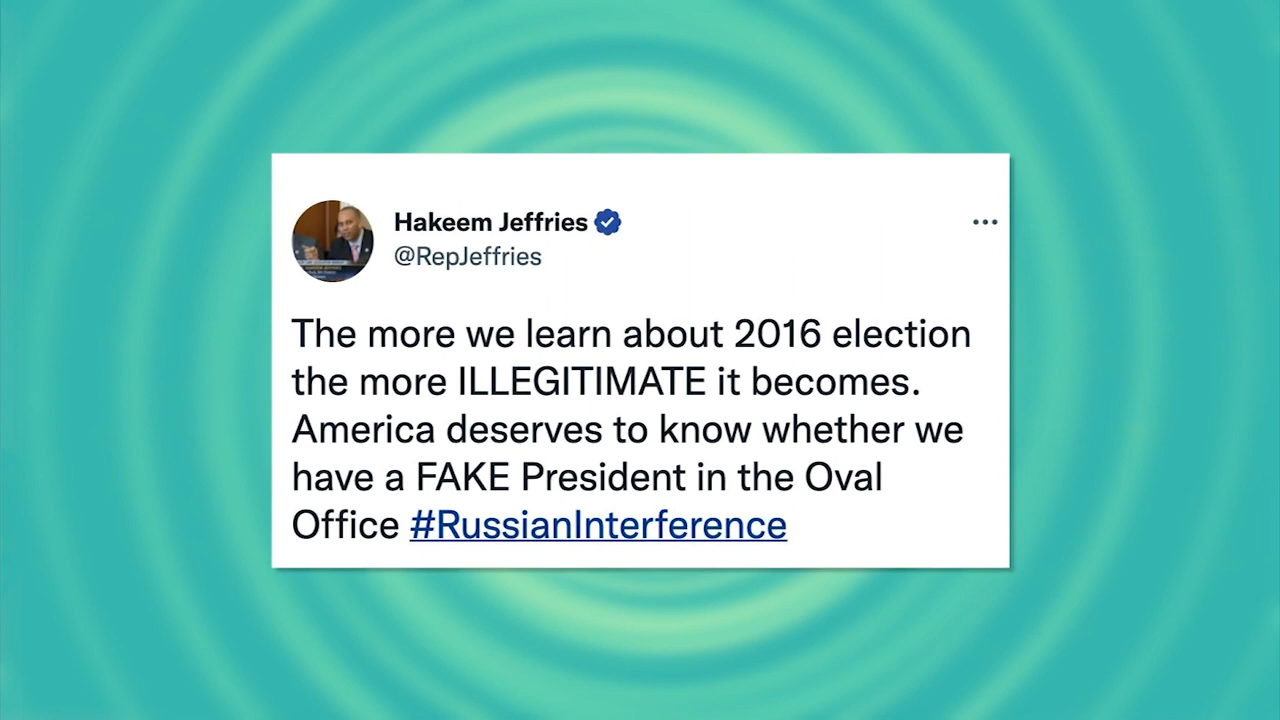 Hakeem Jeffries
@RepJeffries
The more we learn about 2016 election
the more ILLEGITIMATE it becomes.
America deserves to know whether we
have a FAKE President in the Oval
Office #RussianInterference